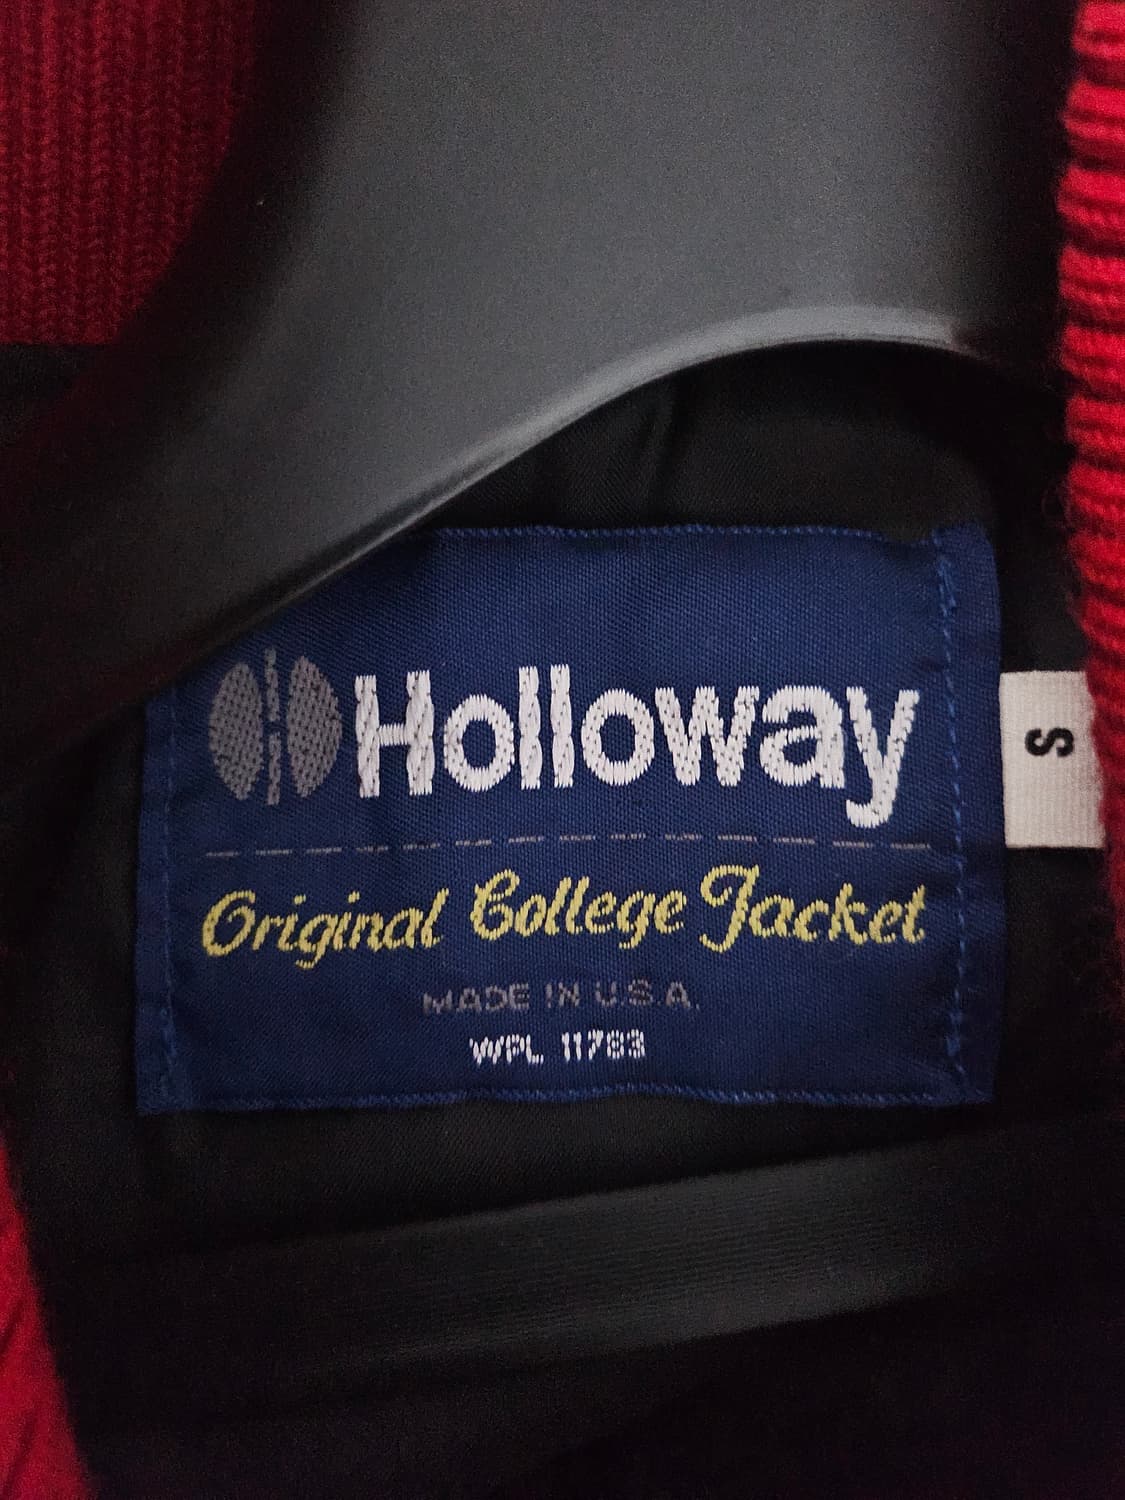 Holloway
Original College Jacket
MADE IN U.S.A.
WPL 11783
S